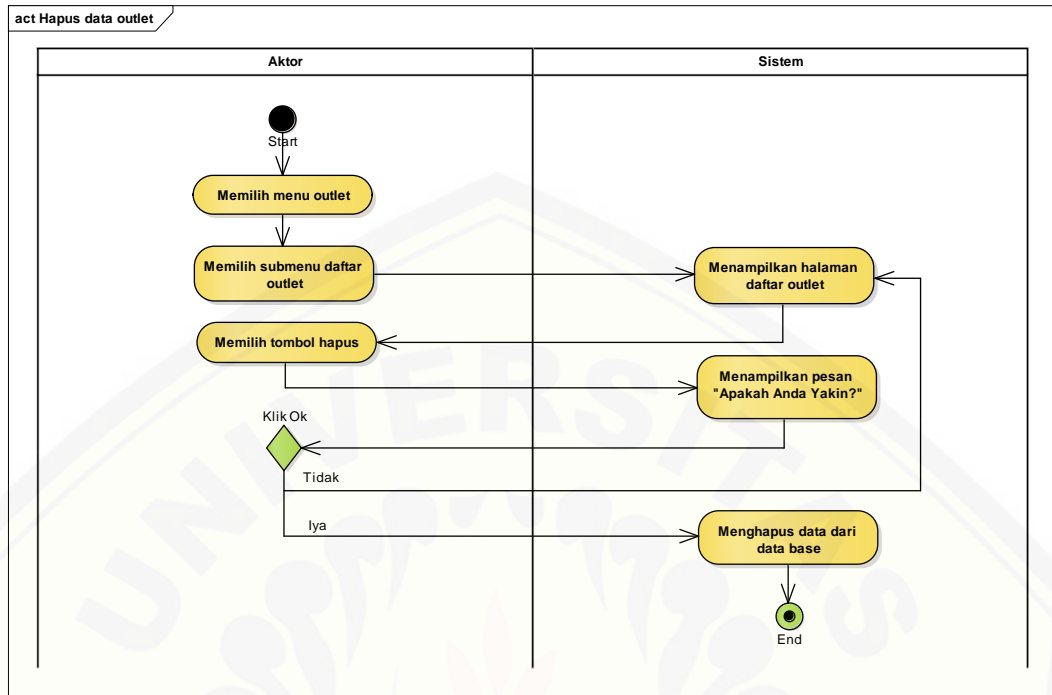 act Hapus data outlet
Aktor
Sistem
Start
Memilih menu outlet
Memilih submenu daftar
outlet
Menampilkan halaman
daftar outlet
Memilih tombol hapus
Menampilkan pesan
"Apakah Anda Yakin?"
Klik Ok
Tidak
Iya
Menghapus data dari
data base
End
UNIVERSITAS